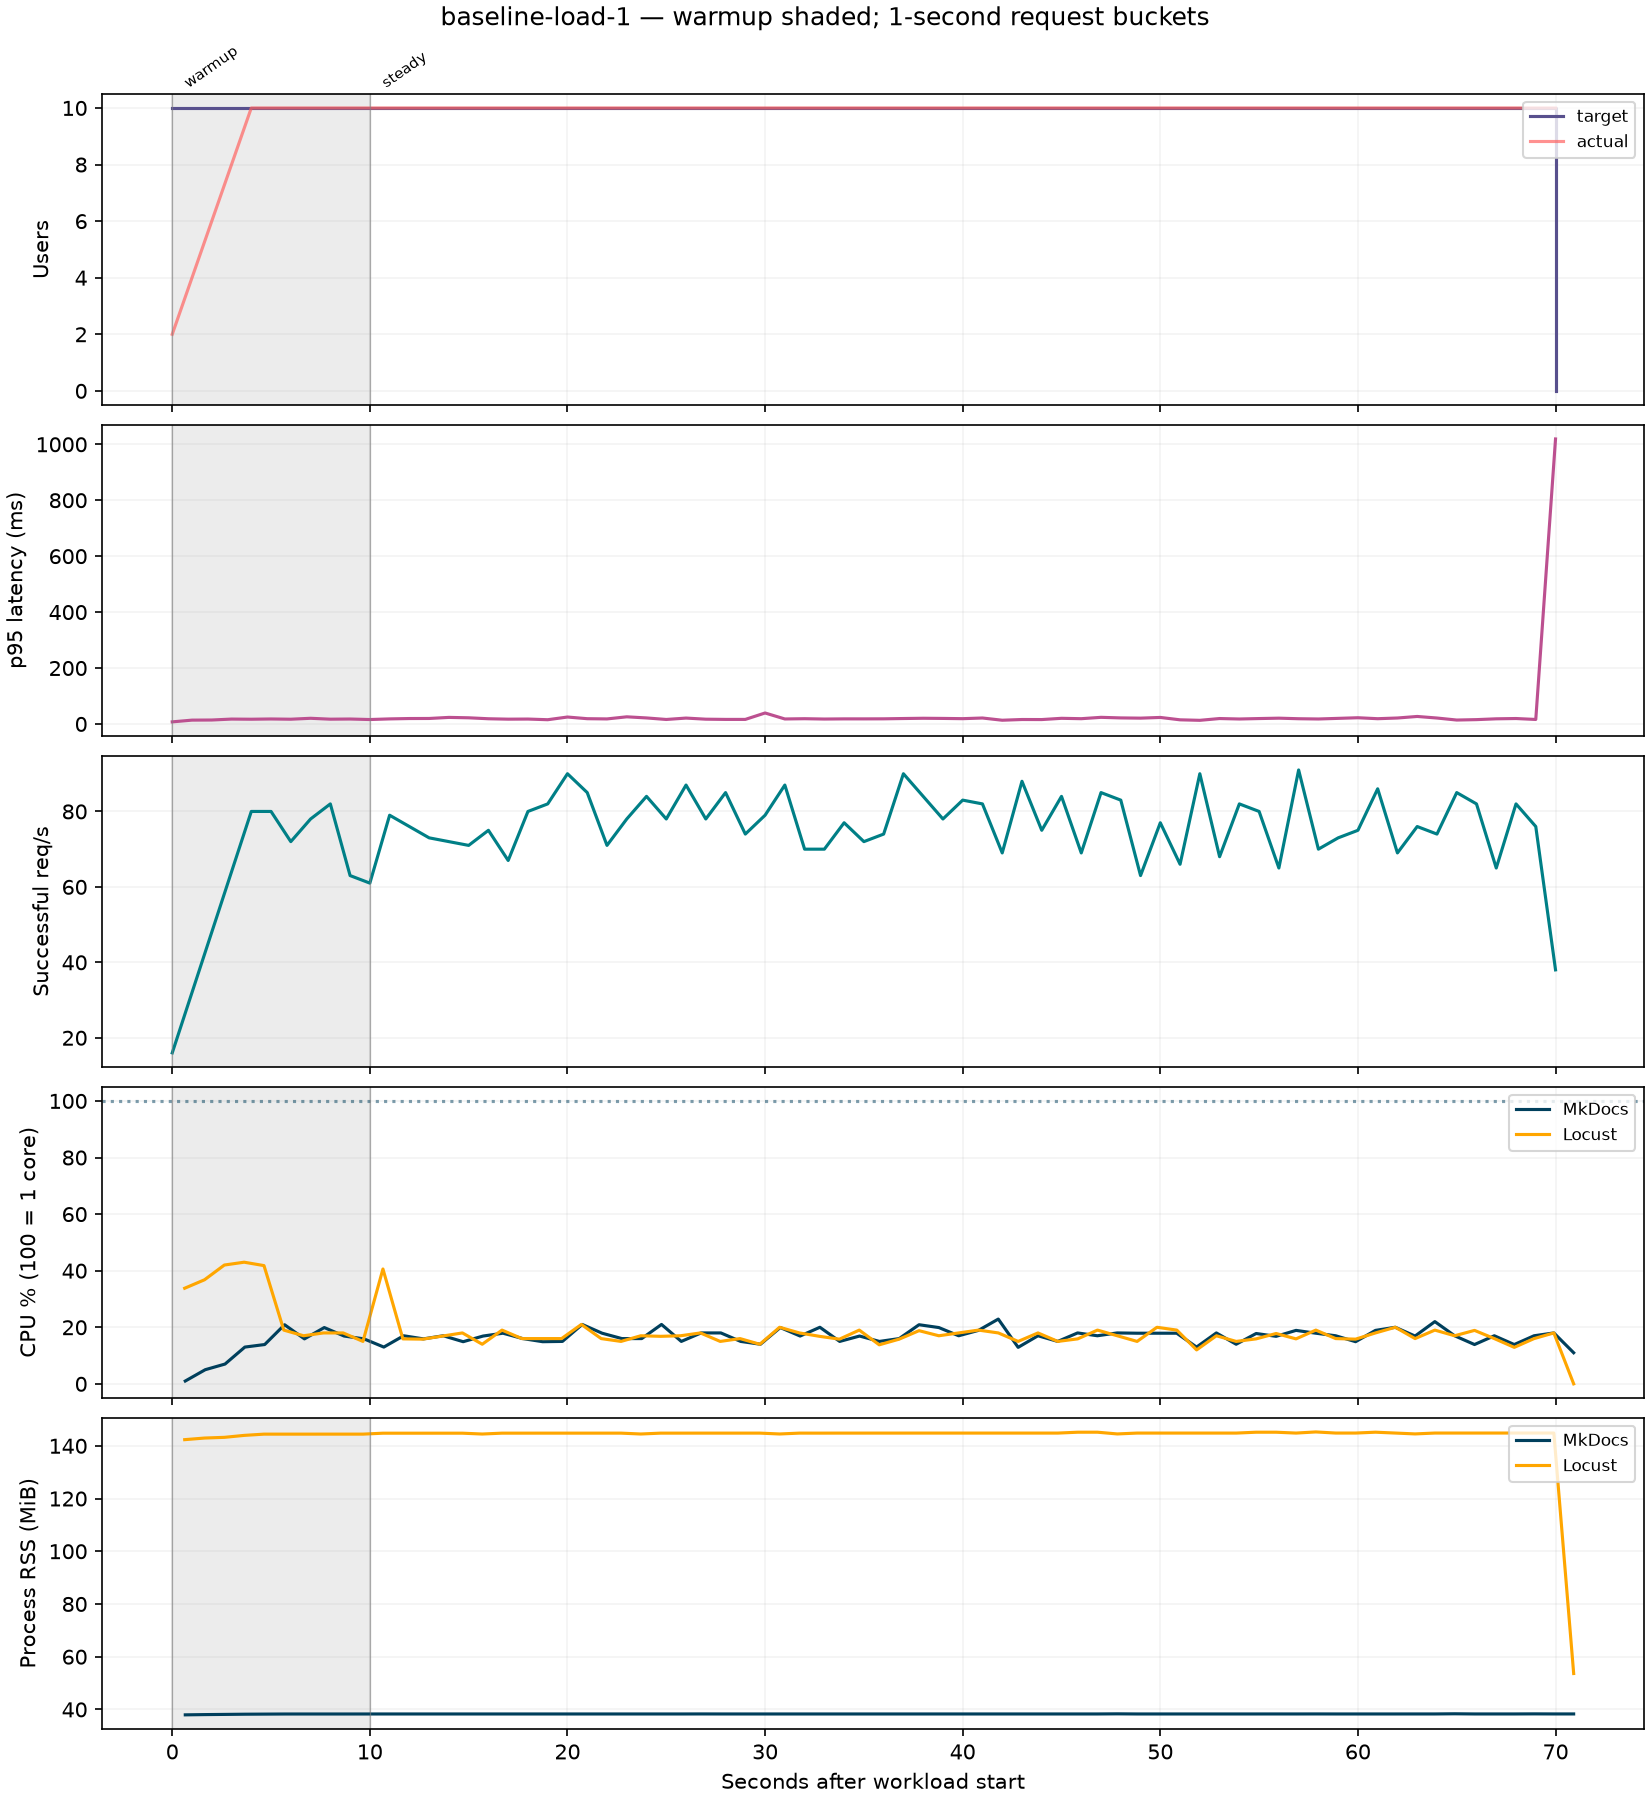 baseline-load-1 — warmup shaded; 1-second request buckets
warmup
steady
10
8
6
4
2
0
Users
target
actual
1000
800
600
400
200
0
p95 latency (ms)
80
60
40
20
Successful req/s
100
80
60
40
20
0
CPU % (100 = 1 core)
MkDocs
Locust
140
120
100
80
60
40
Process RSS (MiB)
MkDocs
Locust
0 10 20 30 40 50 60 70
Seconds after workload start